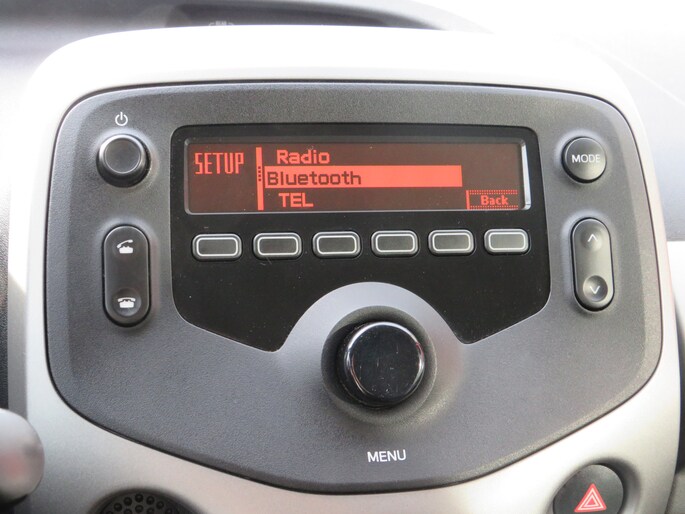 SETUP
Radio
Bluetooth
TEL
Back
MODE
MENU